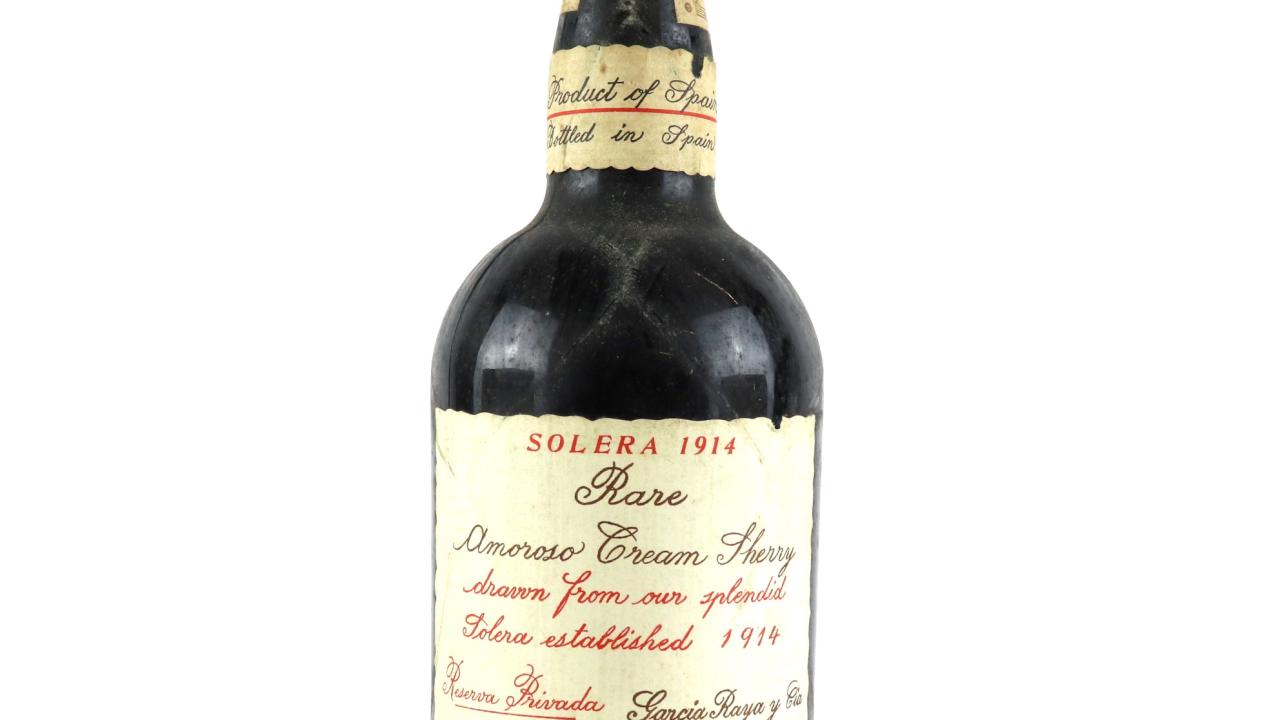 Product of Spain
Bottled in Spain
SOLERA 1914
Rare
Amoroso Cream Sherry
drawn from our splendid
Solera established 1914
Reserva Privada Garcia Raya y Cia